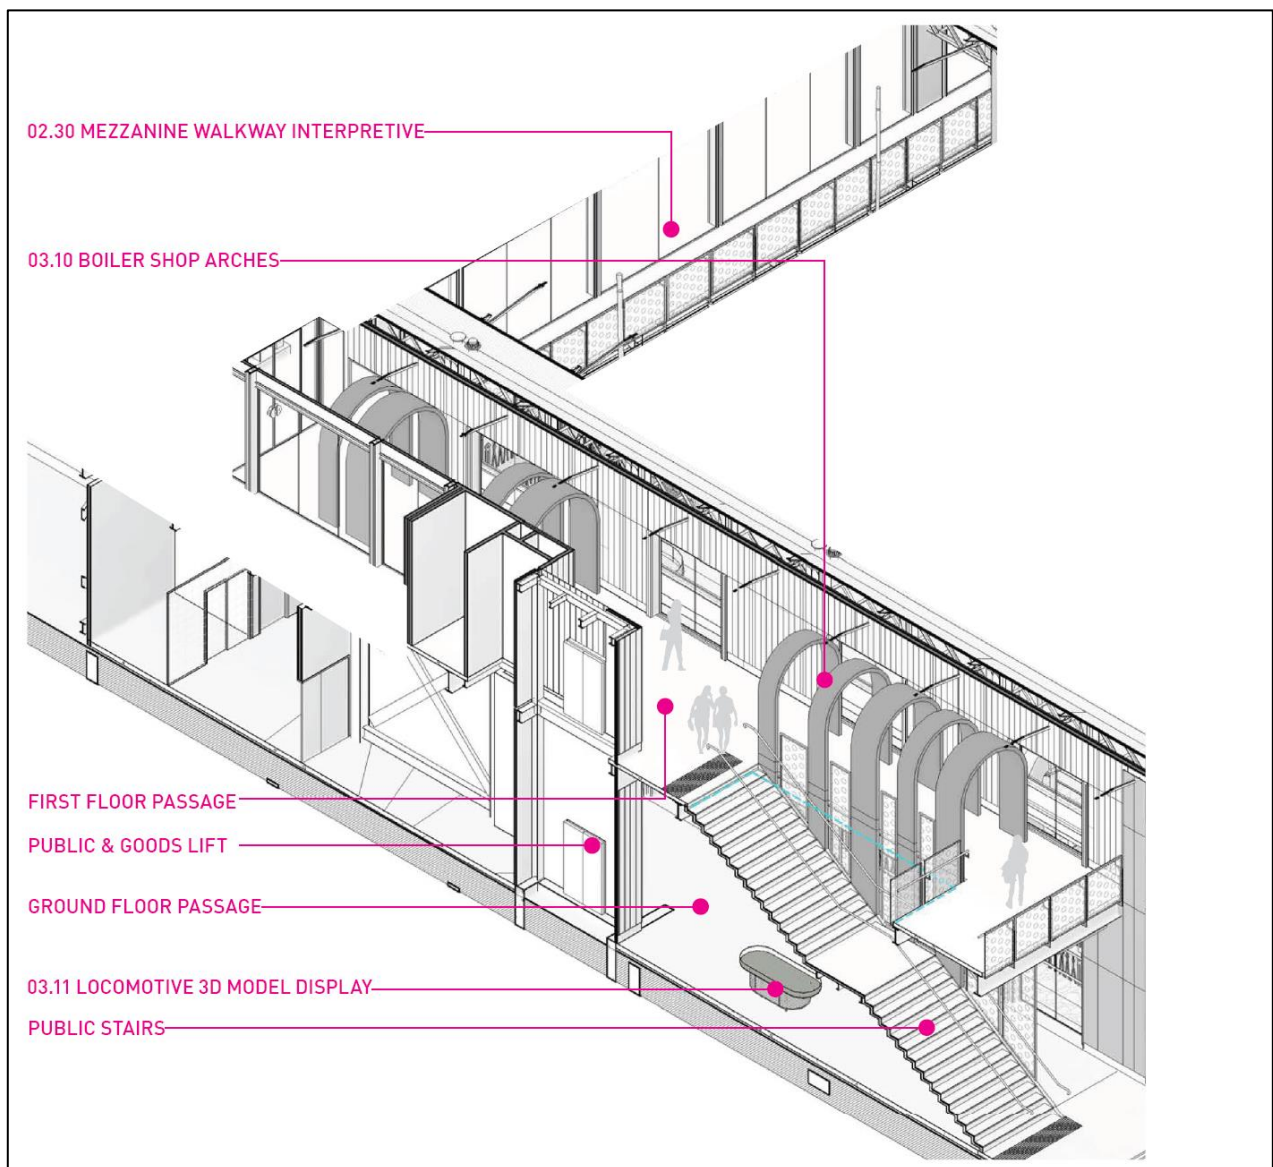 02.30 MEZZANINE WALKWAY INTERPRETIVE
03.10 BOILER SHOP ARCHES
FIRST FLOOR PASSAGE
PUBLIC & GOODS LIFT
GROUND FLOOR PASSAGE
03.11 LOCOMOTIVE 3D MODEL DISPLAY
PUBLIC STAIRS